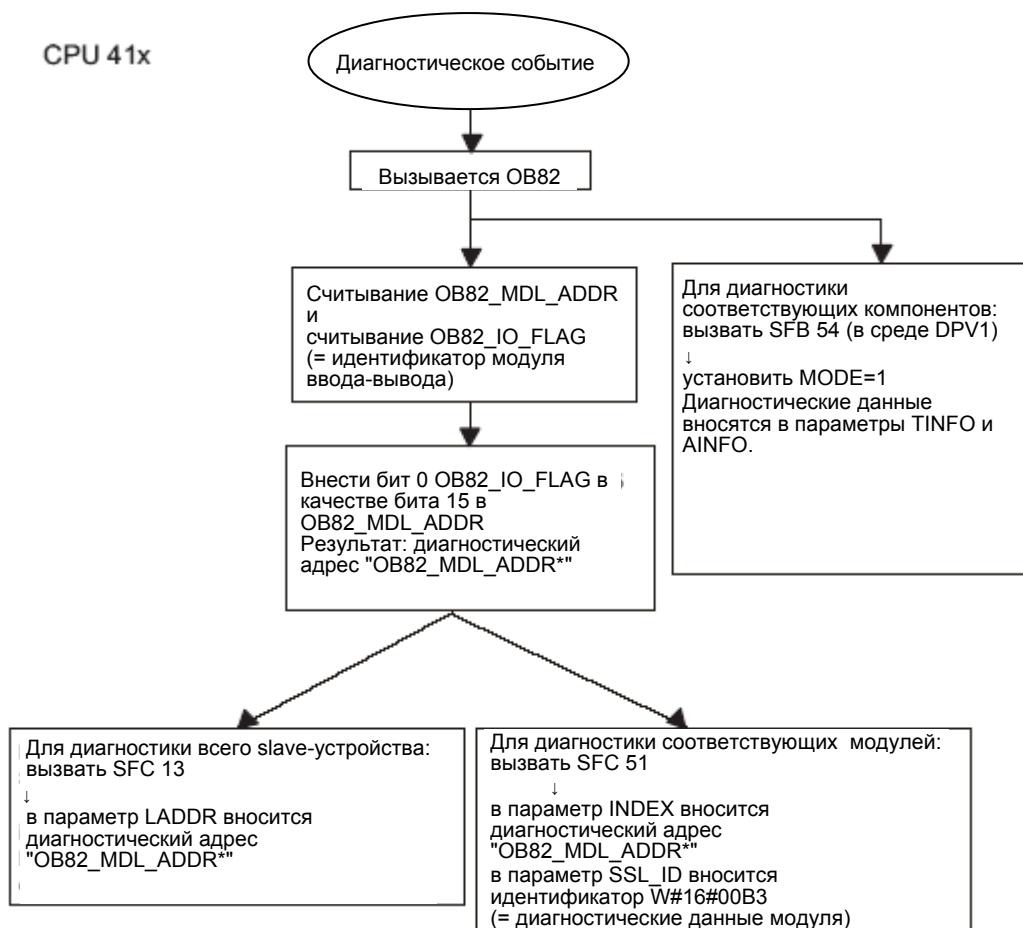 CPU 41x
Диагностическое событие
Вызывается OB82
Считывание OB82_MDL_ADDR
и
считывание OB82_IO_FLAG
(= идентификатор модуля
ввода-вывода)
Для диагностики
соответствующих компонентов:
вызвать SFB 54 (в среде DPV1)
↓
установить MODE=1
Диагностические данные
вносятся в параметры TINFO и
AINFO.
Внести бит 0 OB82_IO_FLAG в
качестве бита 15 в
OB82_MDL_ADDR
Результат: диагностический
адрес "OB82_MDL_ADDR*"
Для диагностики всего slave-устройства:
вызвать SFC 13
↓
в параметр LADDR вносится
диагностический адрес
"OB82_MDL_ADDR*"
Для диагностики соответствующих модулей:
вызвать SFC 51
↓
в параметр INDEX вносится
диагностический адрес
"OB82_MDL_ADDR*"
в параметр SSL_ID вносится
идентификатор W#16#00B3
(= диагностические данные модуля)